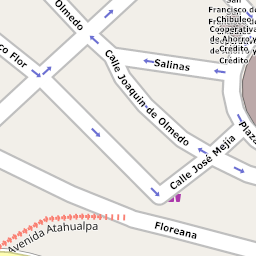 San
Francisco de
Chibuleo
Cooperativa
de Ahorro y
Crédito
Olmedo
co Flor
Salinas
Calle Joaquin de Olmedo
Plaza
Calle José Mejía
Avenida Atahualpa
Floreana